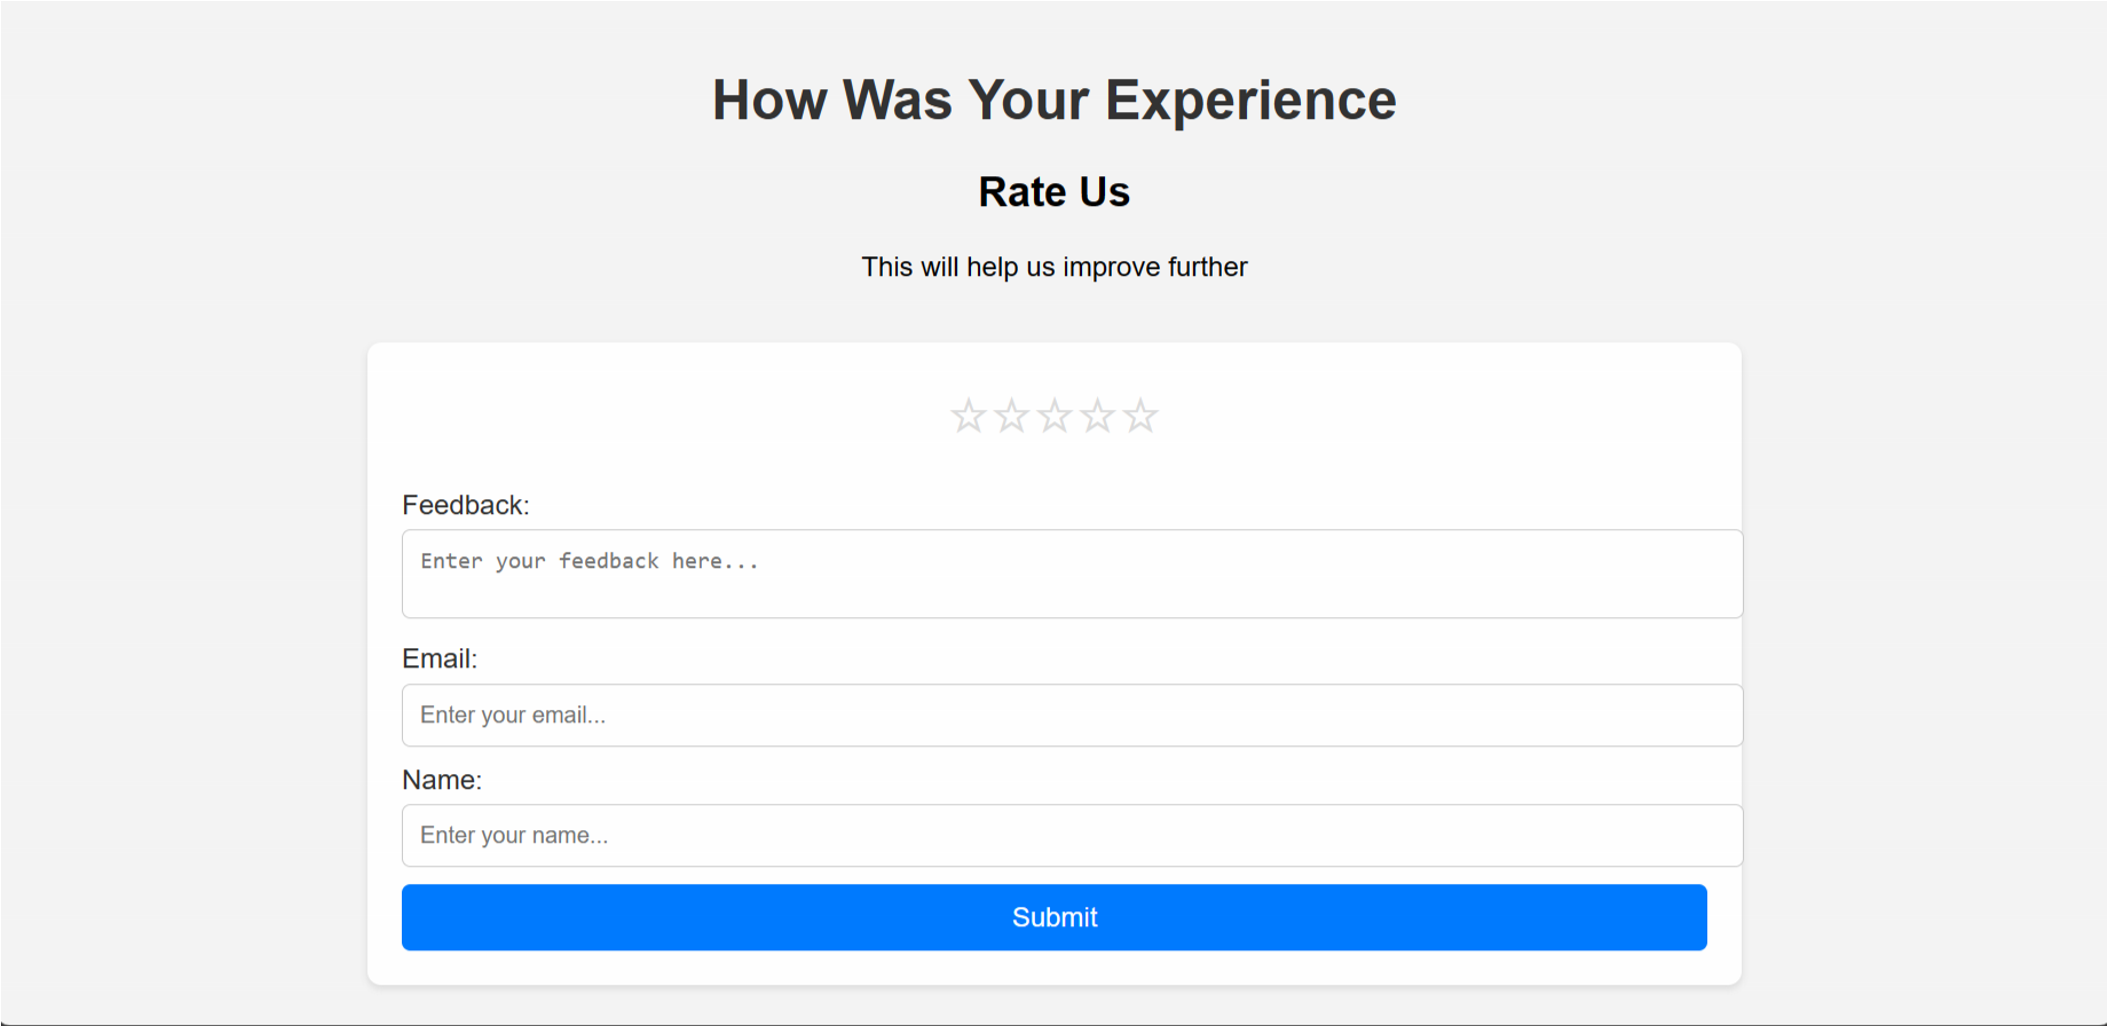 How Was Your Experience
Rate Us
This will help us improve further
Feedback:
Enter your feedback here...
Email:
Enter your email...
Name:
Enter your name...
Submit